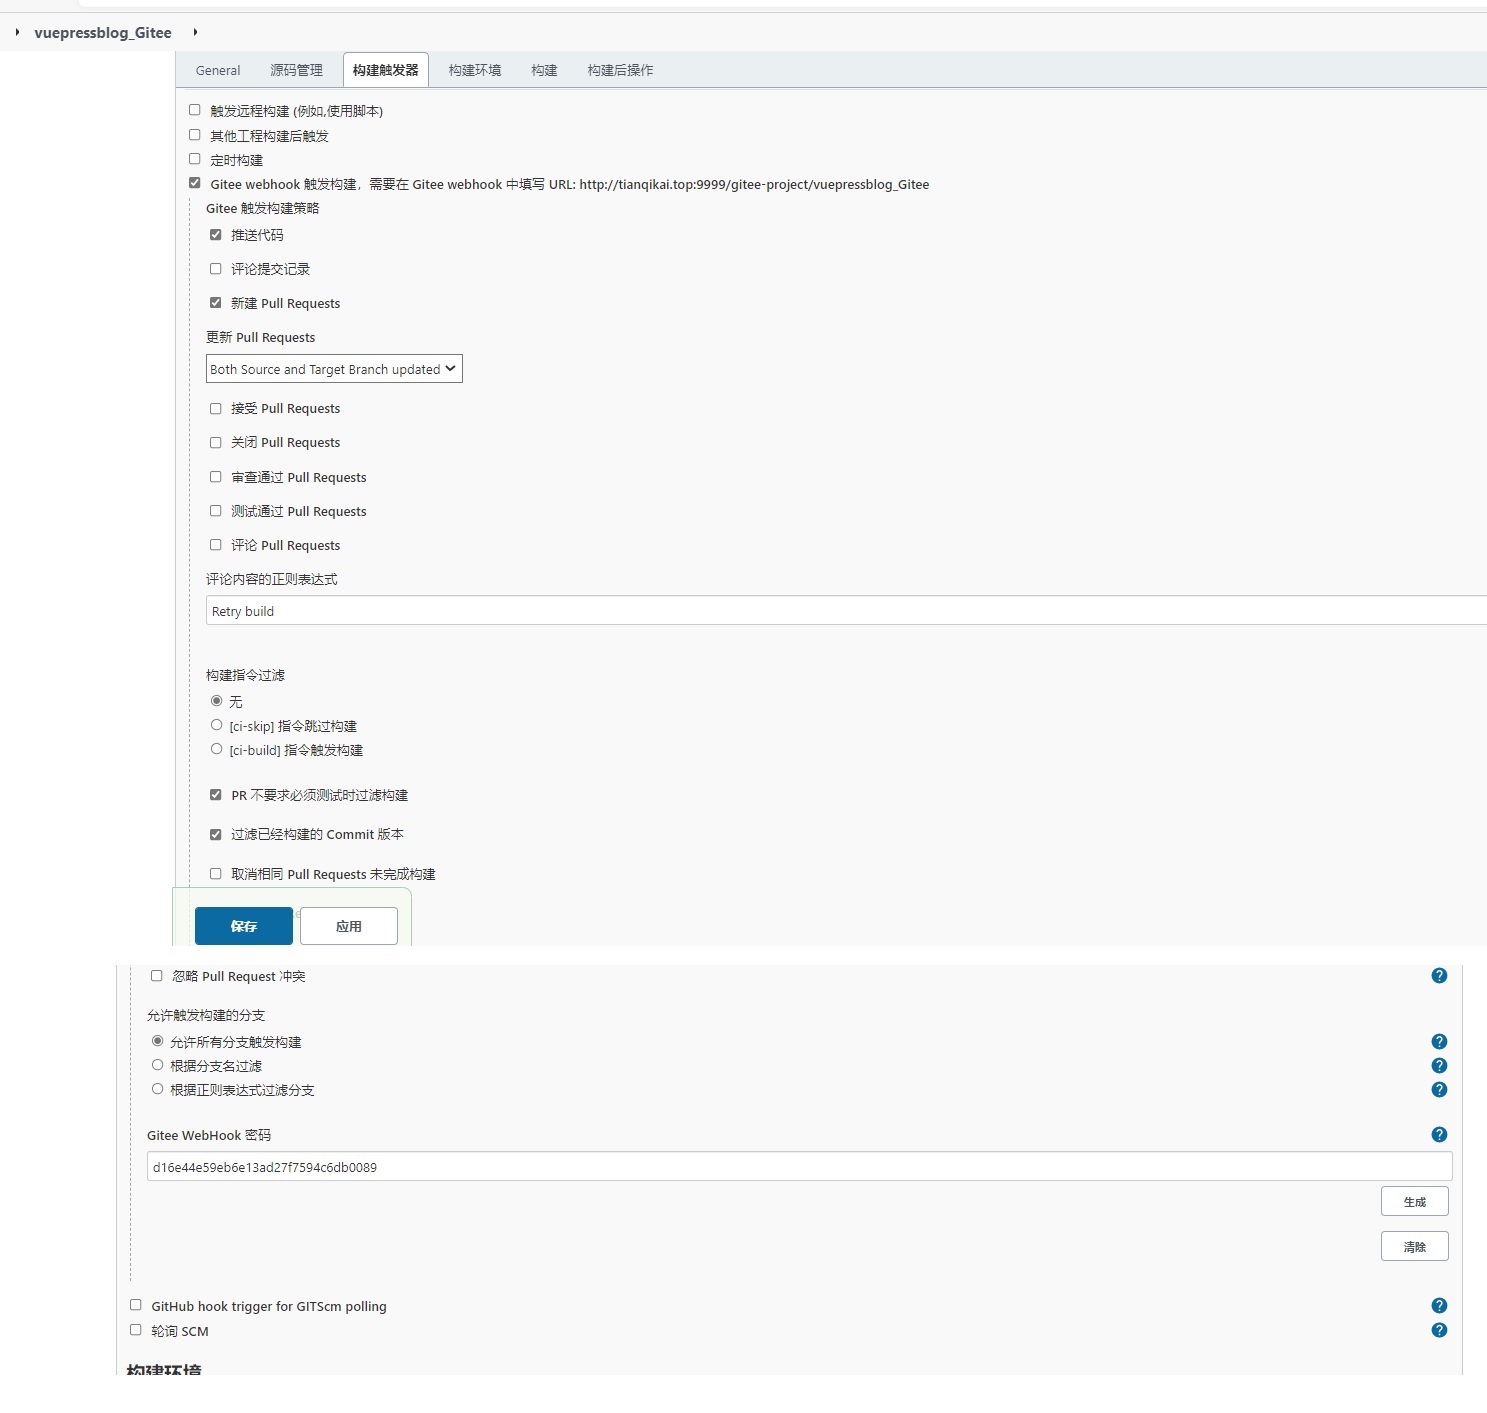 vuepressblog_Gitee
General 源码管理 构建触发器 构建环境 构建 构建后操作
触发远程构建 (例如,使用脚本)
其他工程构建后触发
定时构建
Gitee webhook 触发构建，需要在 Gitee webhook 中填写 URL: http://tianqikai.top:9999/gitee-project/vuepressblog_Gitee
Gitee 触发构建策略
推送代码
评论提交记录
新建 Pull Requests
更新 Pull Requests
Both Source and Target Branch updated
接受 Pull Requests
关闭 Pull Requests
审查通过 Pull Requests
测试通过 Pull Requests
评论 Pull Requests
评论内容的正则表达式
Retry build
构建指令过滤
无
[ci-skip] 指令跳过构建
[ci-build] 指令触发构建
PR 不要求必须测试时过滤构建
过滤已经构建的 Commit 版本
取消相同 Pull Requests 未完成构建
保存 应用
忽略 Pull Request 冲突
允许触发构建的分支
允许所有分支触发构建
根据分支名过滤
根据正则表达式过滤分支
Gitee WebHook 密码
d16e44e59eb6e13ad27f7594c6db0089
生成
清除
GitHub hook trigger for GITScm polling
轮询 SCM
构建环境